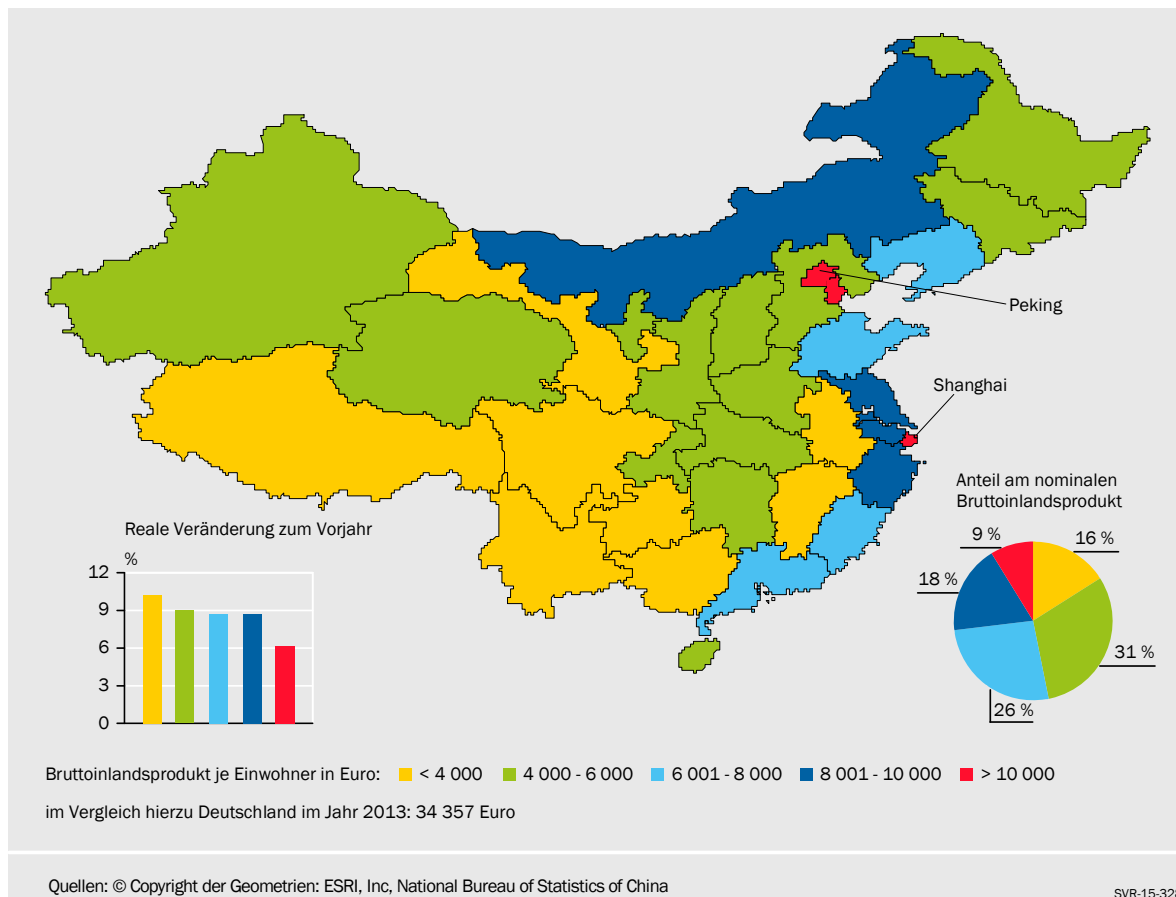 Peking
Shanghai
Anteil am nominalen
Bruttoinlandsprodukt
9 %
16 %
18 %
31 %
26 %
Reale Veränderung zum Vorjahr
%
12
9
6
3
0
Bruttoinlandsprodukt je Einwohner in Euro: < 4 000 4 000 - 6 000 6 001 - 8 000 8 001 - 10 000 > 10 000
im Vergleich hierzu Deutschland im Jahr 2013: 34 357 Euro
Quellen: © Copyright der Geometrien: ESRI, Inc, National Bureau of Statistics of China
SVR-15-328